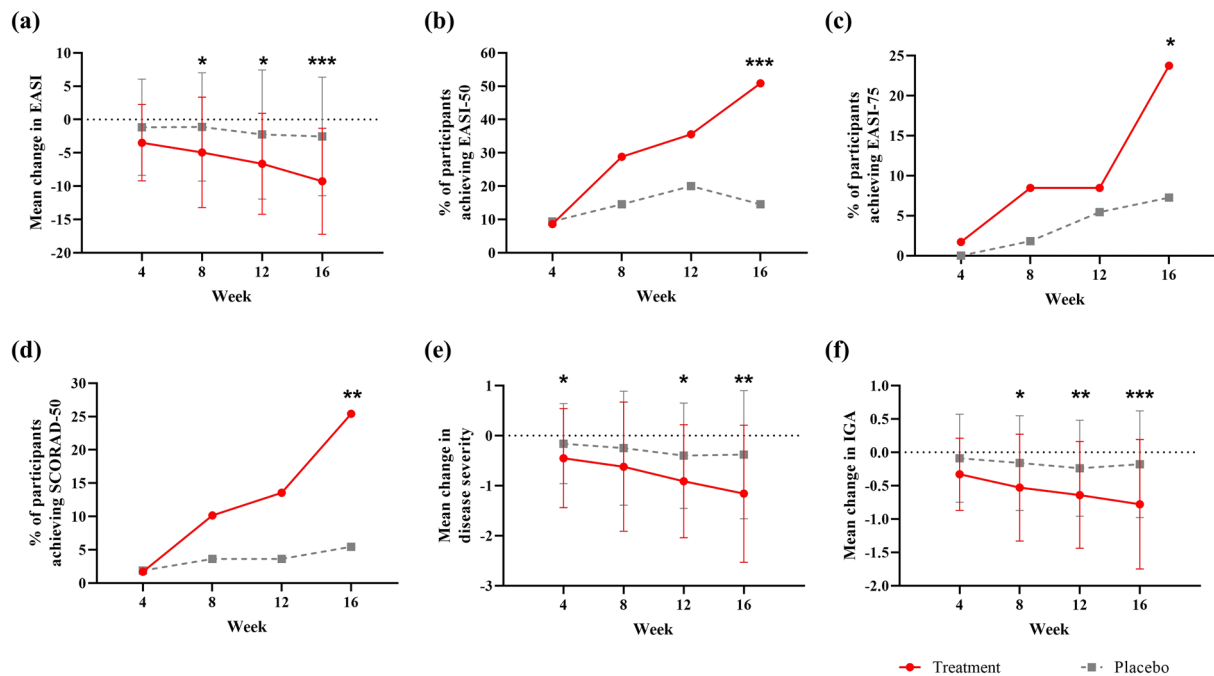 (a)
Mean change in EASI
10
5
0
-5
-10
-15
-20
* * ***
4 8 12 16
Week
(b)
% of participants
achieving EASI-50
60
50
40
30
20
10
0
***
4 8 12 16
Week
(c)
% of participants
achieving EASI-75
25
20
15
10
5
0
*
4 8 12 16
Week
(d)
% of participants
achieving SCORAD-50
30
25
20
15
10
5
0
**
4 8 12 16
Week
(e)
Mean change in
disease severity
1
0
-1
-2
-3
* * **
4 8 12 16
Week
(f)
Mean change in IGA
1.0
0.5
0.0
-0.5
-1.0
-1.5
-2.0
* ** ***
4 8 12 16
Week
Treatment Placebo